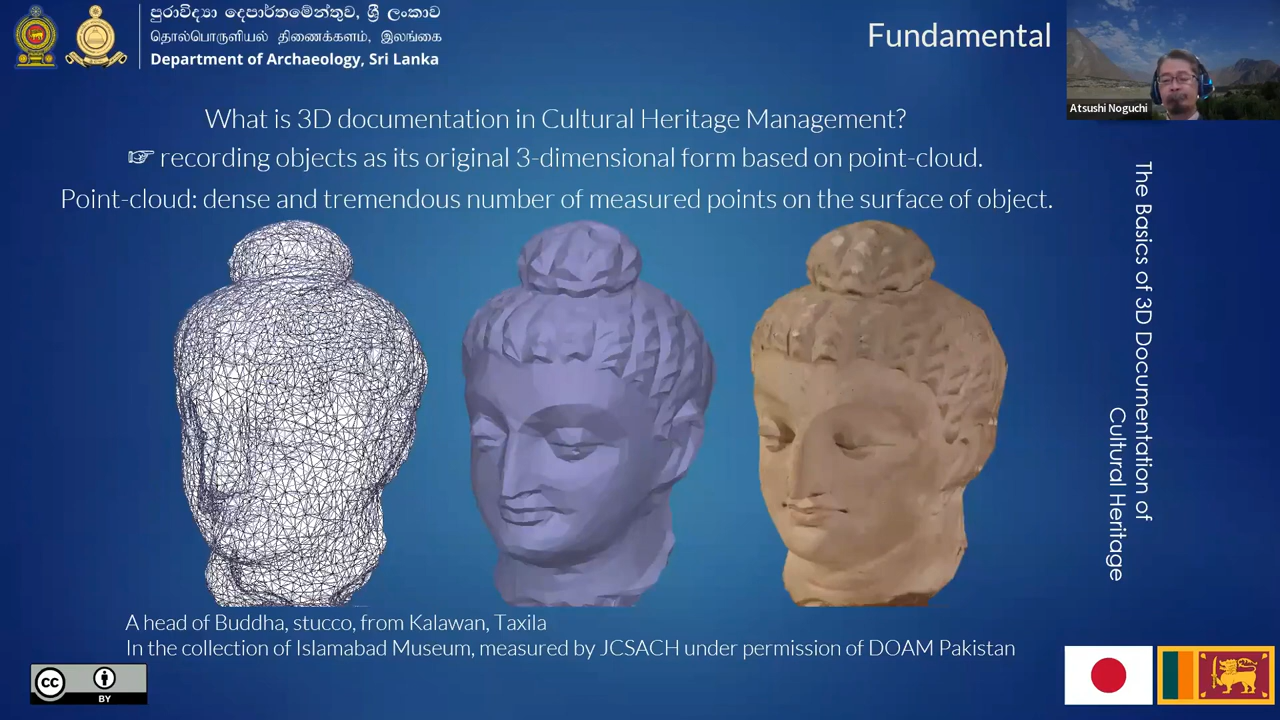 පුරාවිද්‍යා දෙපාර්තමේන්තුව, ශ්‍රී ලංකාව
தொல்பொருளியல் திணைக்களம், இலங்கை
Department of Archaeology, Sri Lanka
Fundamental
Atsushi Noguchi
What is 3D documentation in Cultural Heritage Management?
☞ recording objects as its original 3-dimensional form based on point-cloud.
Point-cloud: dense and tremendous number of measured points on the surface of object.
The Basics of 3D Documentation of
Cultural Heritage
A head of Buddha, stucco, from Kalawan, Taxila
In the collection of Islamabad Museum, measured by JCSACH under permission of DOAM Pakistan
cc
BY